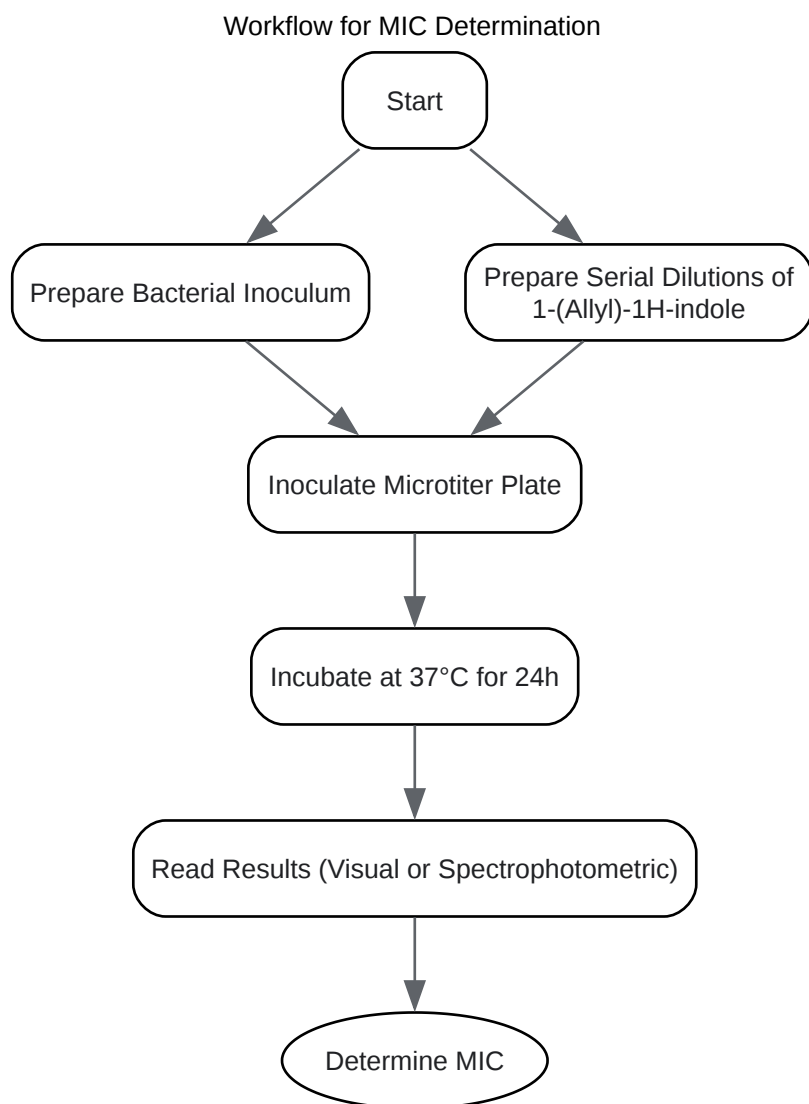 Workflow for MIC Determination
Start
Prepare Bacterial Inoculum
Prepare Serial Dilutions of
1-(Allyl)-1H-indole
Inoculate Microtiter Plate
Incubate at 37°C for 24h
Read Results (Visual or Spectrophotometric)
Determine MIC